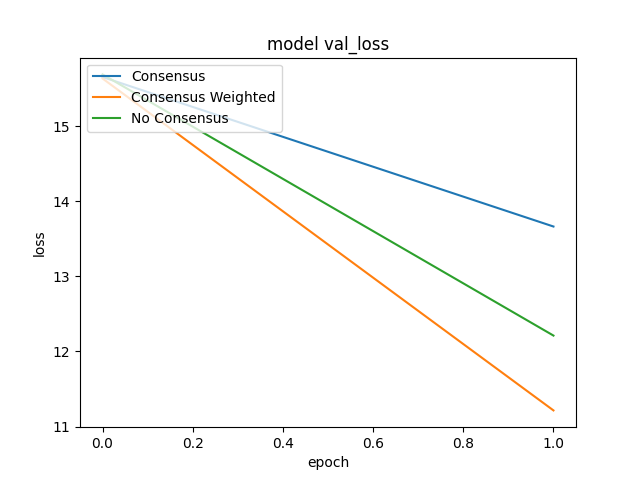 model val_loss
Consensus
Consensus Weighted
No Consensus
15
14
13
12
11
loss
0.0 0.2 0.4 0.6 0.8 1.0
epoch